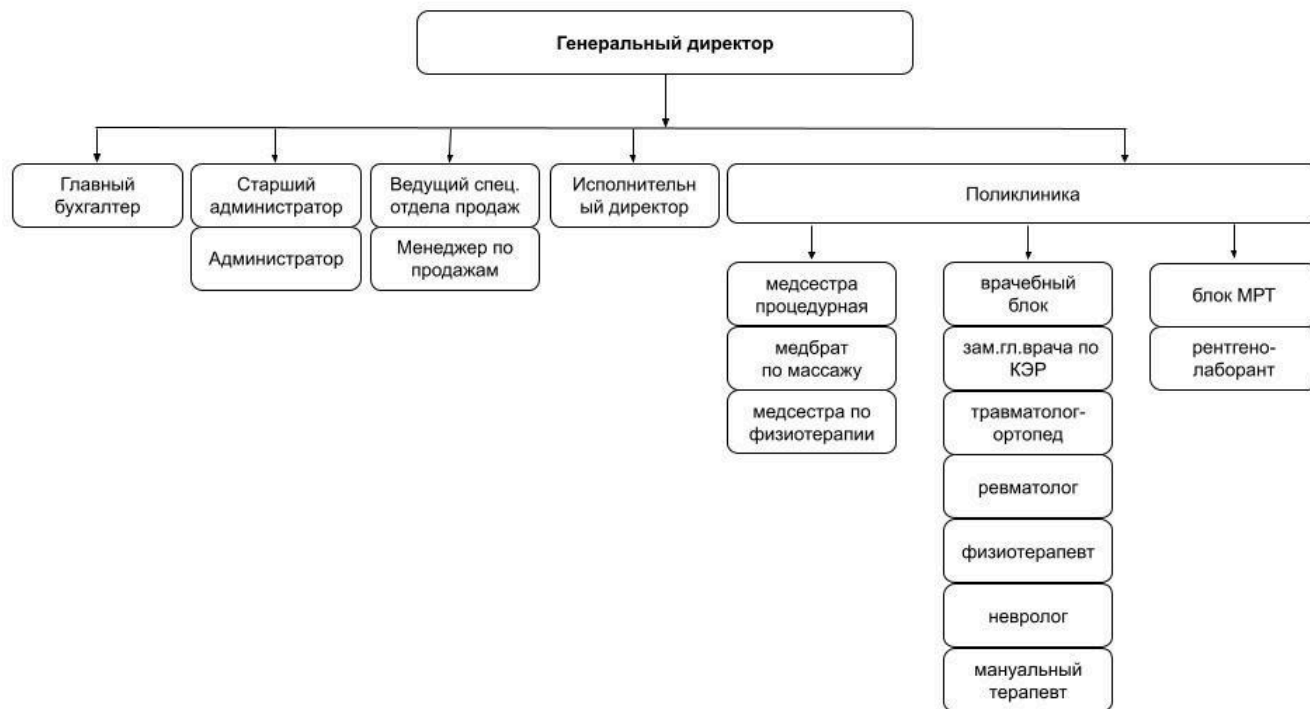 Генеральный директор
Главный
бухгалтер
Старший
администратор
Администратор
Ведущий спец.
отдела продаж
Менеджер по
продажам
Исполнительн
ый директор
Поликлиника
медсестра
процедурная
медбрат
по массажу
медсестра по
физиотерапии
врачебный
блок
зам.гл.врача по
КЭР
травматолог-
ортопед
ревматолог
физиотерапевт
невролог
мануальный
терапевт
блок МРТ
рентгено-
лаборант